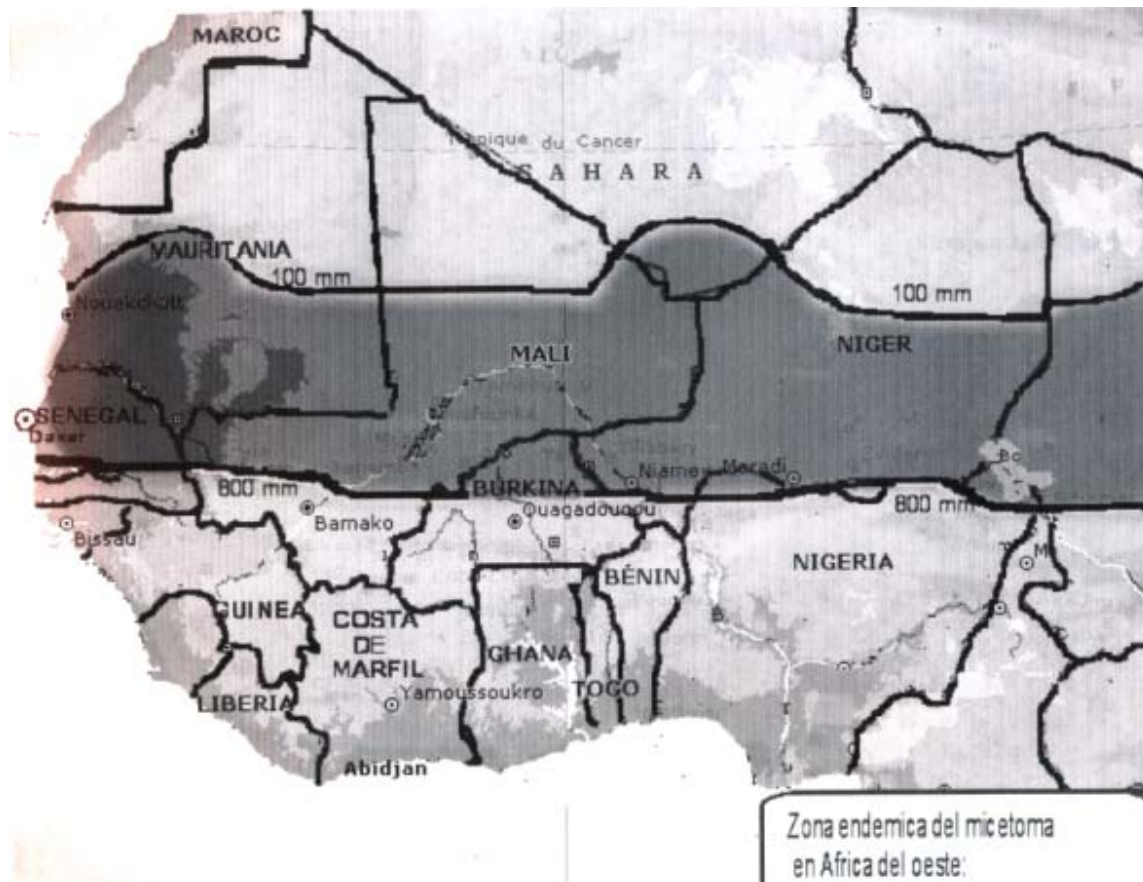 MAROC
du Cancer
SAHARA
MAURITANIA
100 mm
100 mm
Nouakchott
MALI
NIGER
SENEGAL
Dakar
Niamey
Maradi
Bo
800 mm
BURKINA
800 mm
Bamako
Ouagadougou
Bissau
M
BÉNIN
NIGERIA
GUINEA
COSTA
DE
MARFIL
GHANA
TOGO
LIBERIA
Yamoussoukro
Abidjan
Zona endemica del micetoma
en Africa del oeste: